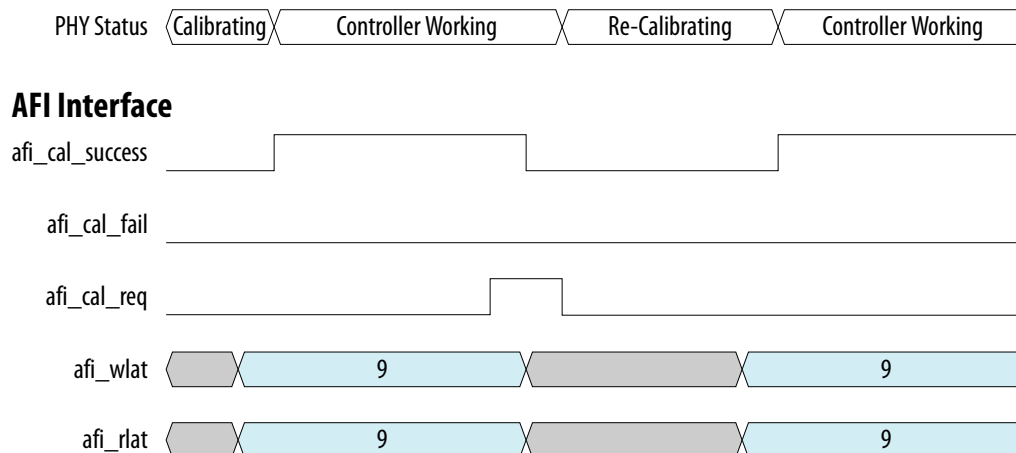 PHY Status Calibrating Controller Working Re-Calibrating Controller Working
AFI Interface
afi_cal_success
afi_cal_fail
afi_cal_req
afi_wlat 9 9
afi_rlat 9 9